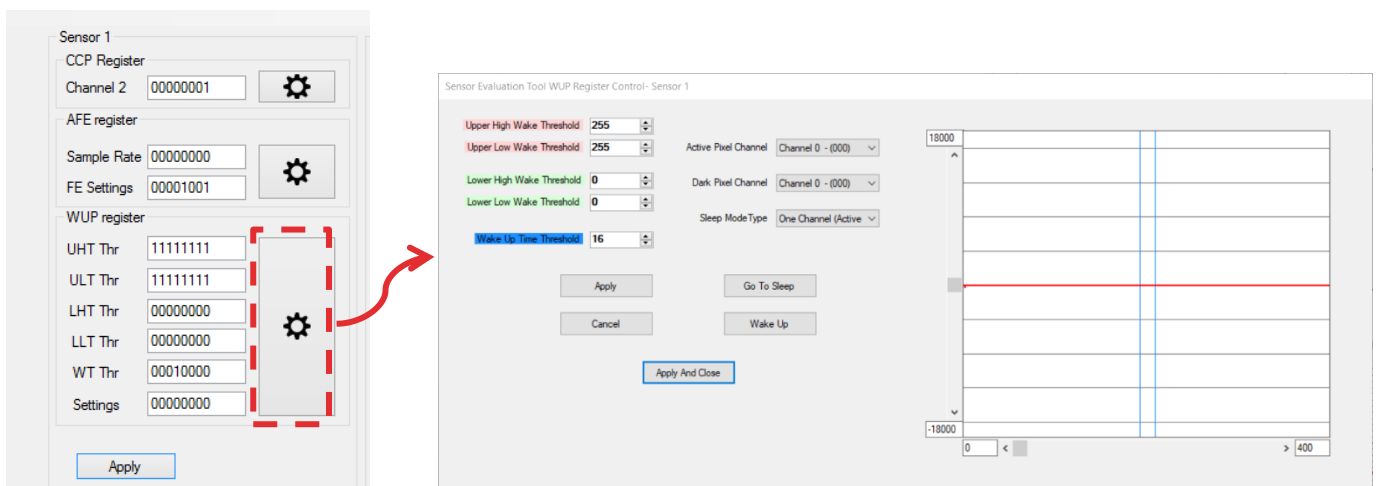 Sensor 1
CCP Register
Channel 2 00000001
AFE register
Sample Rate 00000000
FE Settings 00001001
WUP register
UHT Thr 11111111
ULT Thr 11111111
LHT Thr 00000000
LLT Thr 00000000
WT Thr 00010000
Settings 00000000
Apply
Sensor Evaluation Tool WUP Register Control- Sensor 1
Upper High Wake Threshold 255
Upper Low Wake Threshold 255
Lower High Wake Threshold 0
Lower Low Wake Threshold 0
Wake Up Time Threshold 16
Active Pixel Channel Channel 0 - (000)
Dark Pixel Channel Channel 0 - (000)
Sleep Mode Type One Channel (Active
Apply Go To Sleep
Cancel Wake Up
Apply And Close
18000
-18000
0 < > 400